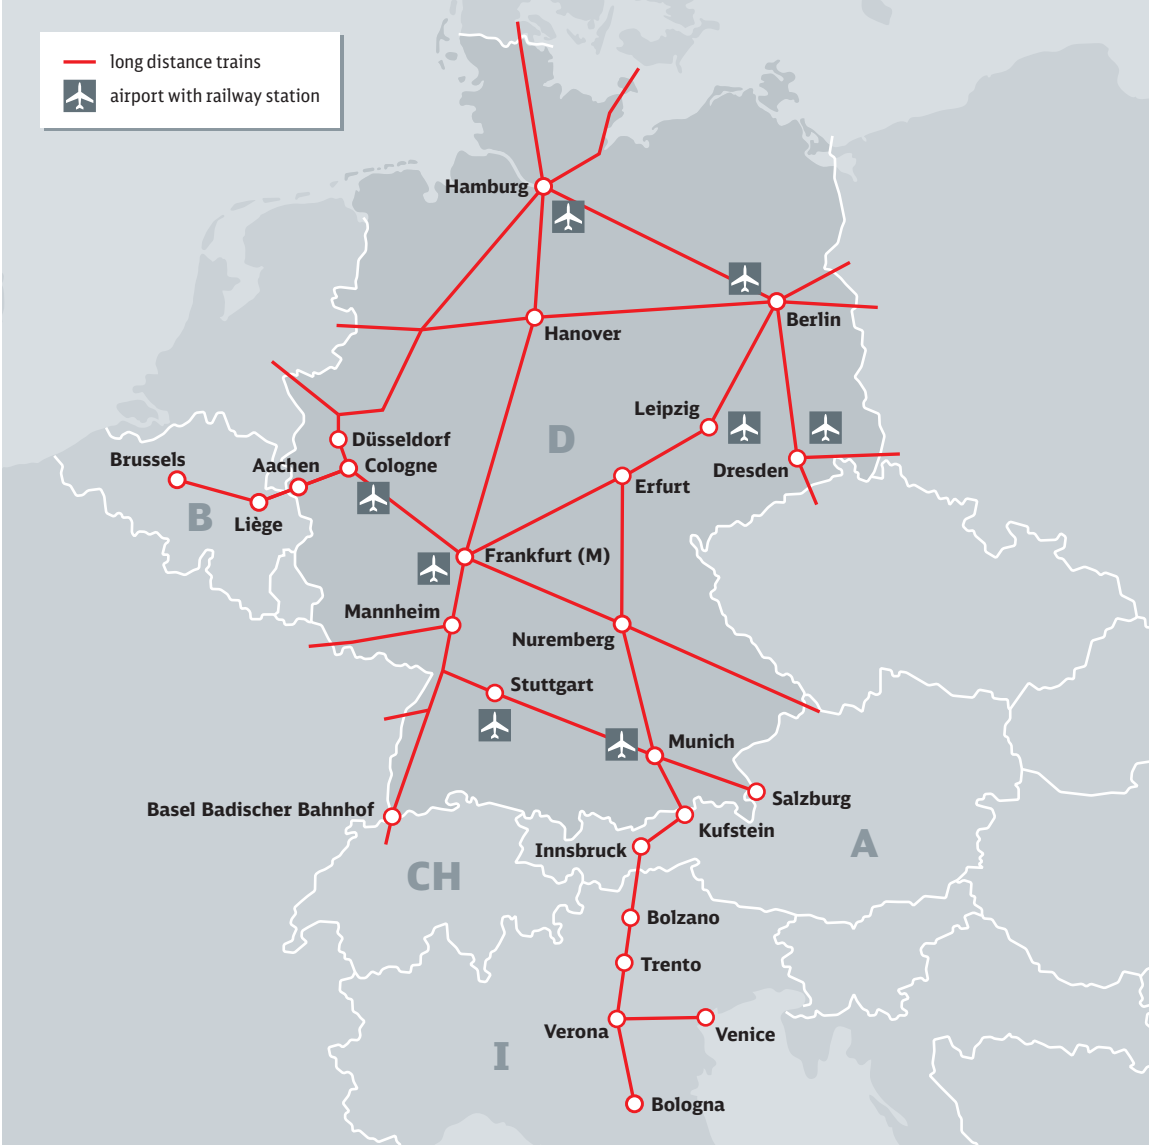 long distance trains
airport with railway station
Hamburg
Berlin
Hanover
Leipzig
D
Düsseldorf
Brussels
Aachen
Cologne
Dresden
Erfurt
B
Liège
Frankfurt (M)
Mannheim
Nuremberg
Stuttgart
Munich
Salzburg
Basel Badischer Bahnhof
Kufstein
A
Innsbruck
CH
Bolzano
Trento
Verona
Venice
I
Bologna